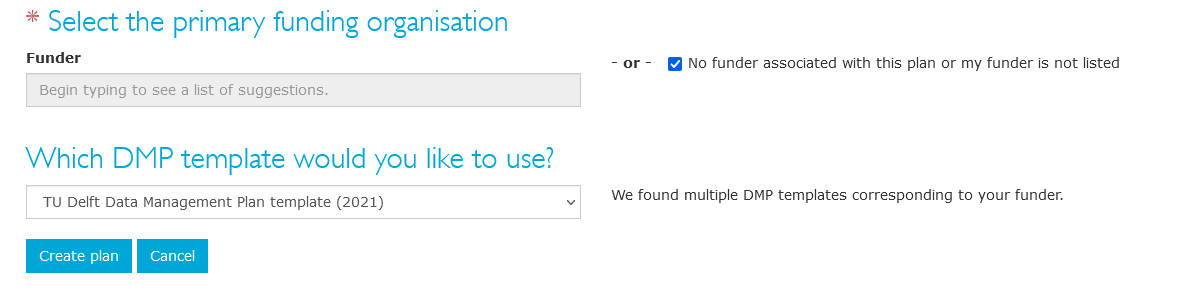 * Select the primary funding organisation
Funder
- or - No funder associated with this plan or my funder is not listed
Begin typing to see a list of suggestions.
Which DMP template would you like to use?
TU Delft Data Management Plan template (2021)
We found multiple DMP templates corresponding to your funder.
Create plan
Cancel